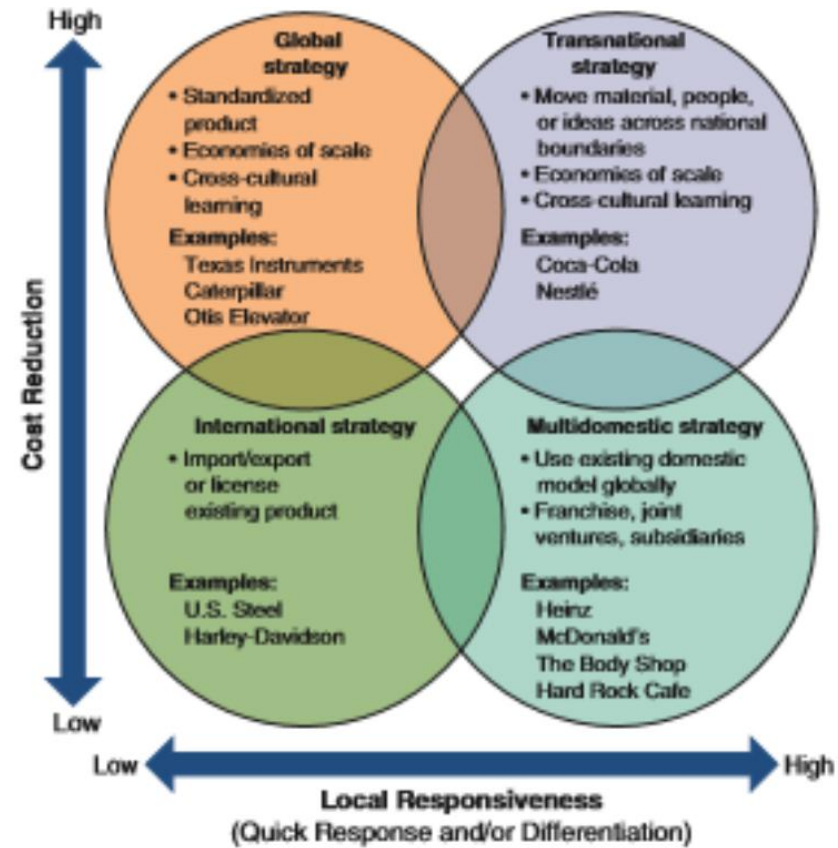 High
Global
strategy
• Standardized
product
• Economies of scale
• Cross-cultural
learning
Examples:
Texas Instruments
Caterpillar
Otis Elevator
Transnational
strategy
• Move material, people,
or ideas across national
boundaries
• Economies of scale
• Cross-cultural learning
Examples:
Coca-Cola
Nestlé
Cost Reduction
International strategy
• Import/export
or license
existing product
Examples:
U.S. Steel
Harley-Davidson
Multidomestic strategy
• Use existing domestic
model globally
• Franchise, joint
ventures, subsidiaries
Examples:
Heinz
McDonald's
The Body Shop
Hard Rock Cafe
Low
Low
High
Local Responsiveness
(Quick Response and/or Differentiation)